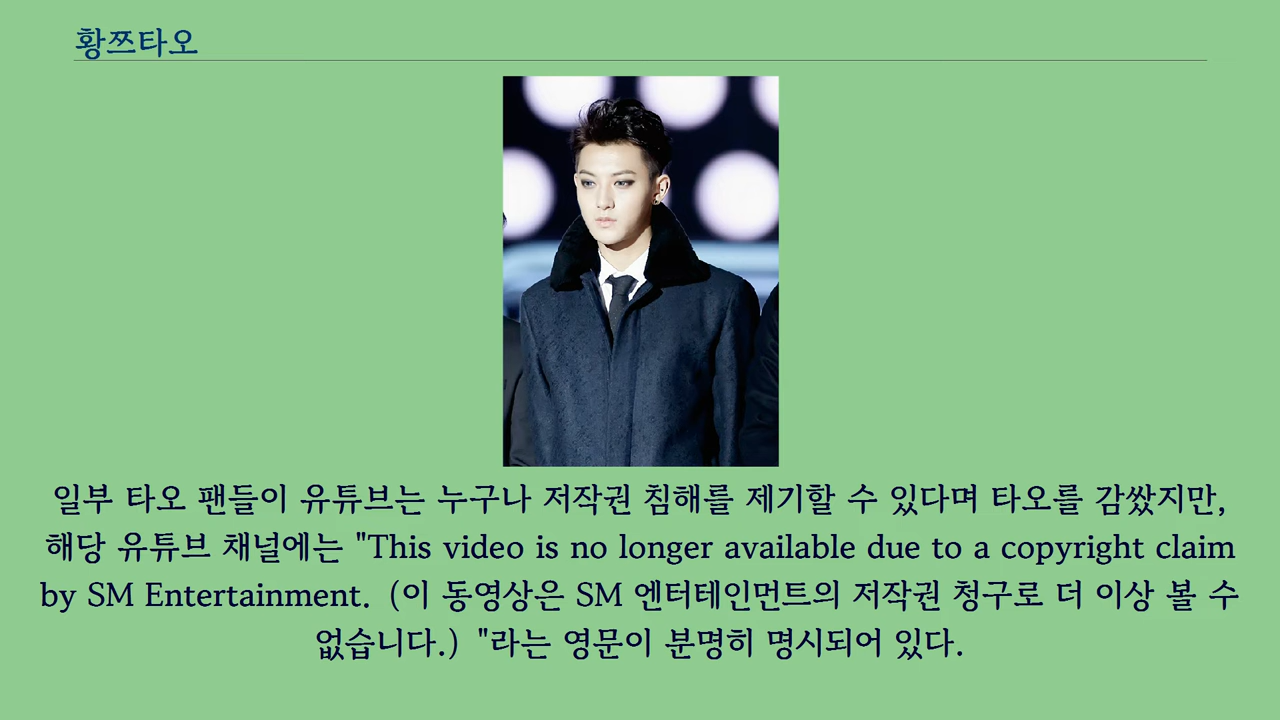 황쯔타오
일부 타오 팬들이 유튜브는 누구나 저작권 침해를 제기할 수 있다며 타오를 감쌌지만,
해당 유튜브 채널에는 "This video is no longer available due to a copyright claim
by SM Entertainment. (이 동영상은 SM 엔터테인먼트의 저작권 청구로 더 이상 볼 수
없습니다.) "라는 영문이 분명히 명시되어 있다.